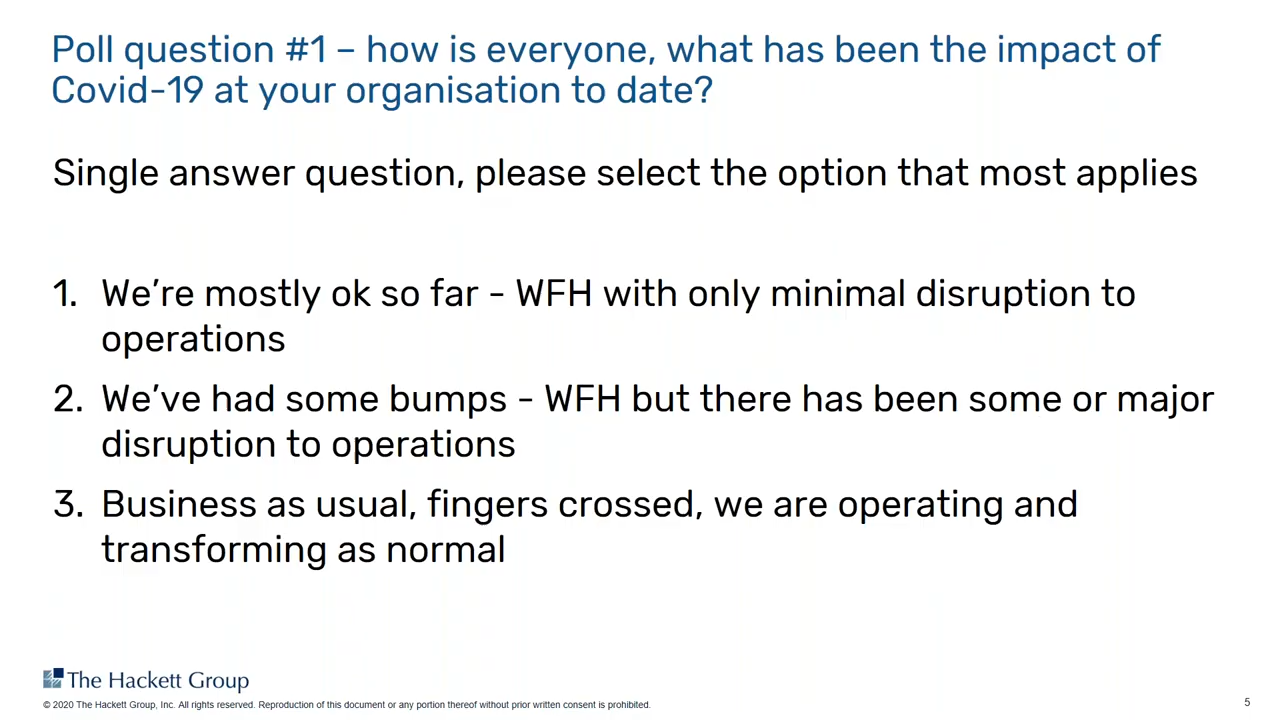 Poll question #1 – how is everyone, what has been the impact of
Covid-19 at your organisation to date?
Single answer question, please select the option that most applies
1. We’re mostly ok so far - WFH with only minimal disruption to
operations
2. We’ve had some bumps - WFH but there has been some or major
disruption to operations
3. Business as usual, fingers crossed, we are operating and
transforming as normal
The Hackett Group
© 2020 The Hackett Group, Inc. All rights reserved. Reproduction of this document or any portion thereof without prior written consent is prohibited.
5